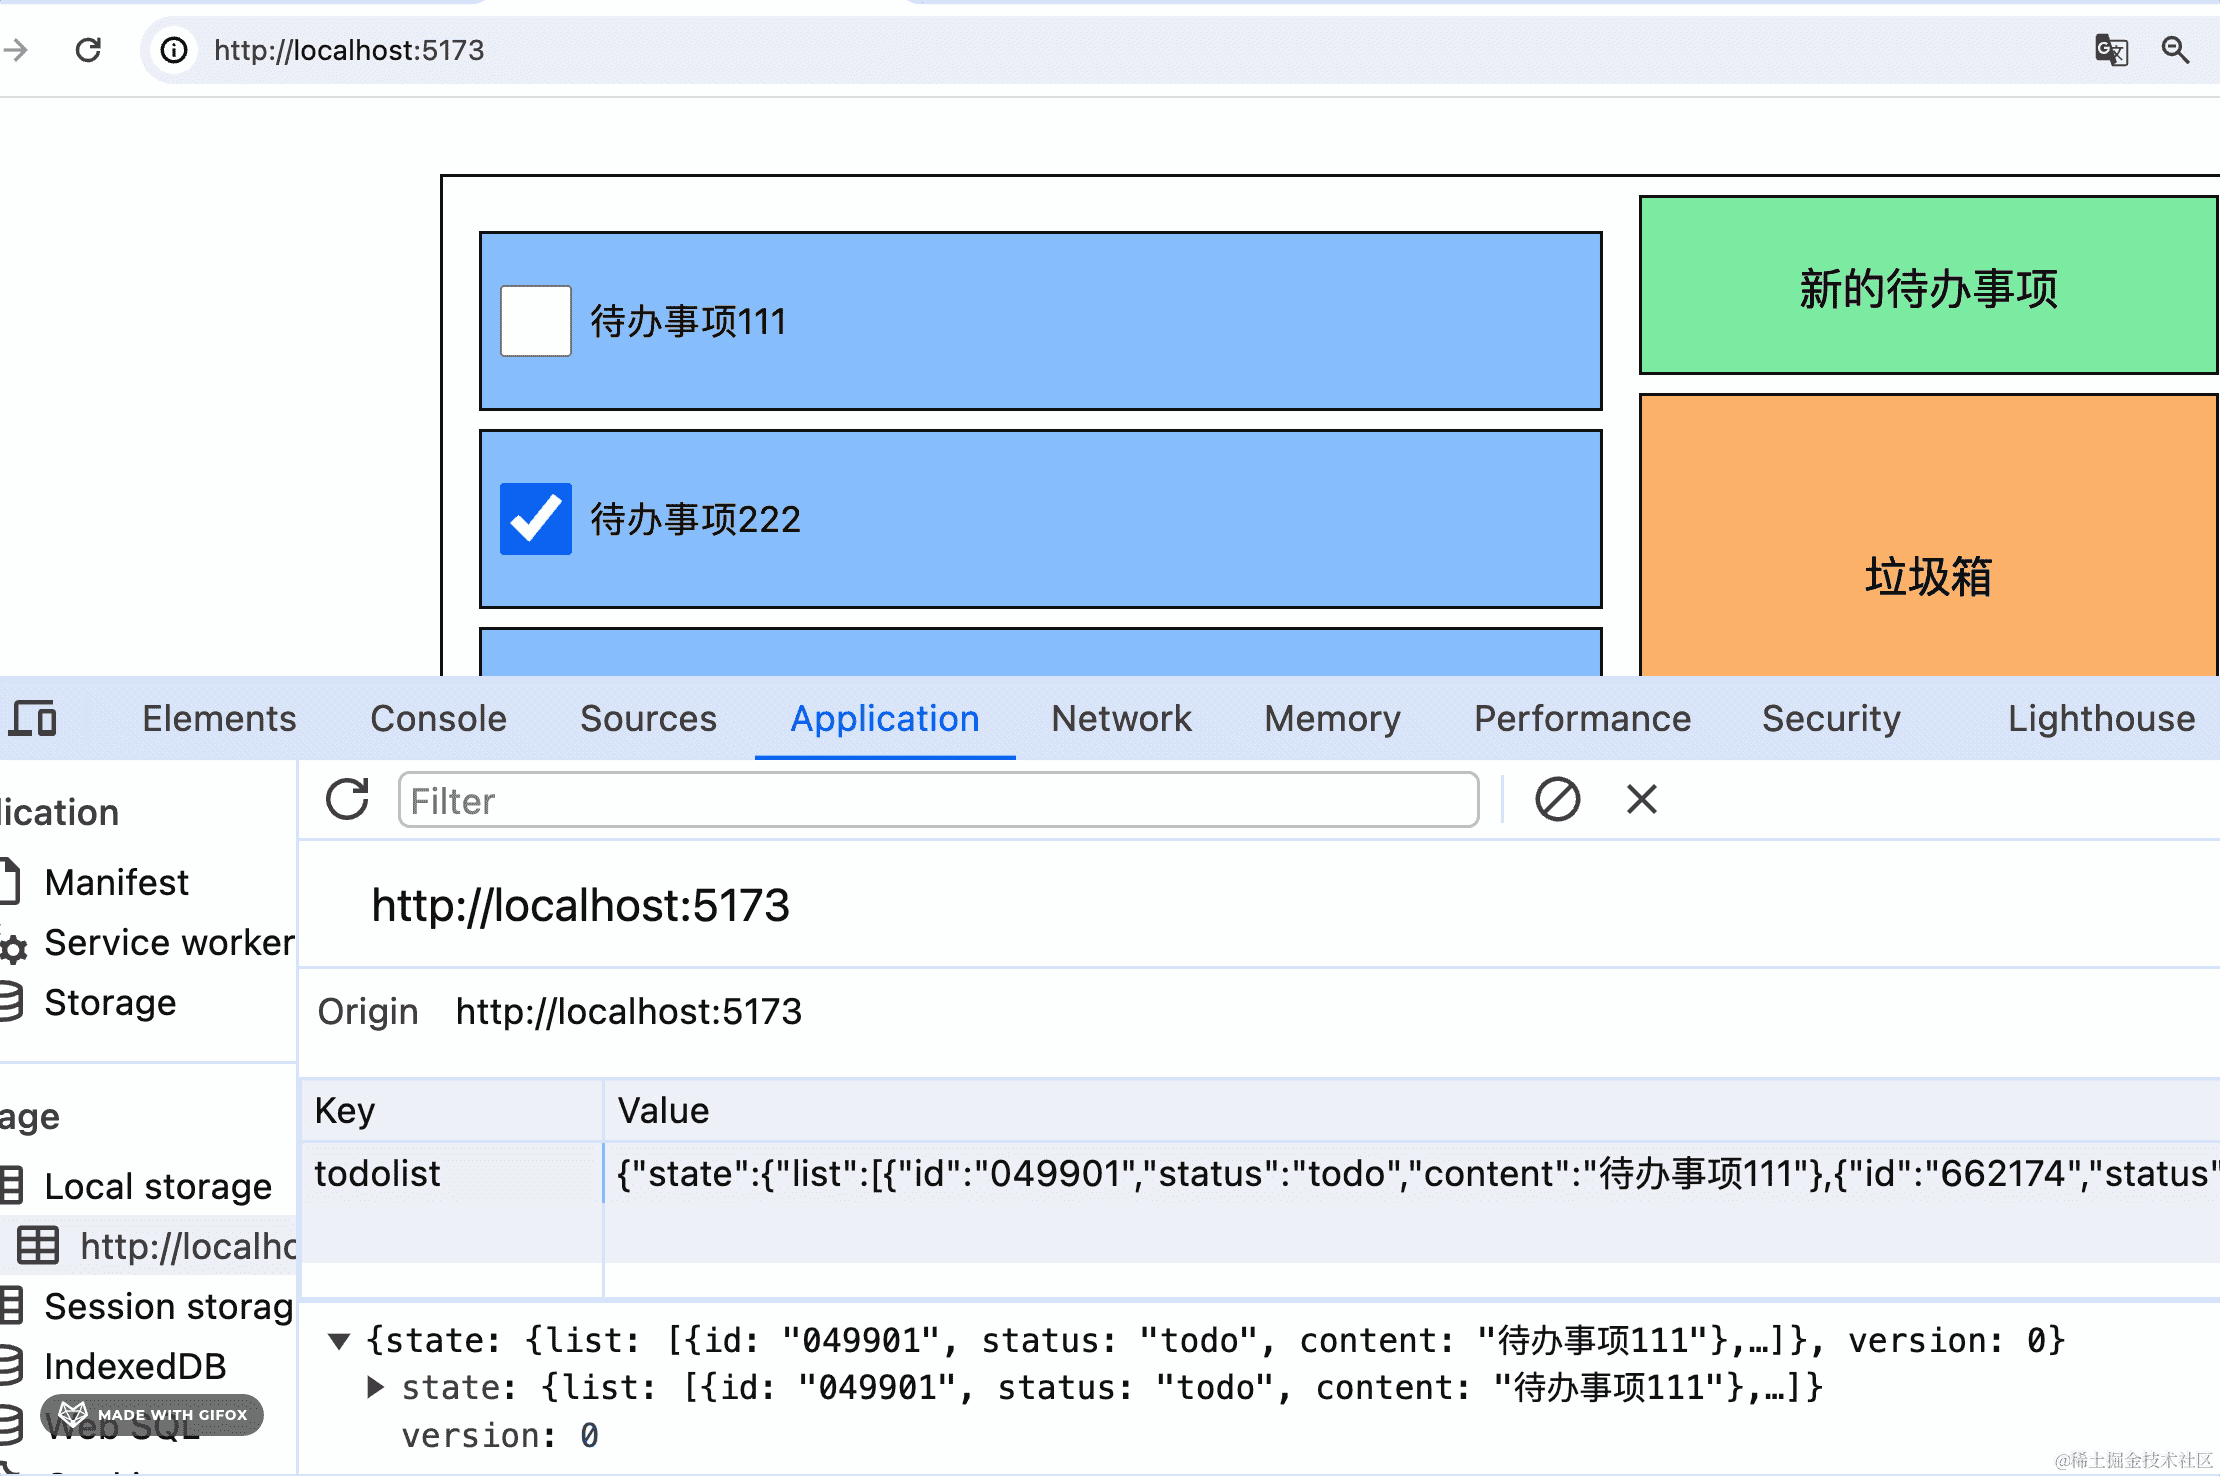 http://localhost:5173
待办事项111
新的待办事项
待办事项222
垃圾箱
Elements Console Sources Application Network Memory Performance Security Lighthouse
lication
Filter
Manifest
Service worker
Storage
http://localhost:5173
Origin http://localhost:5173
age
Key Value
Local storage
todolist {"state":{"list":[{"id":"049901","status":"todo","content":"待办事项111"},{"id":"662174","status"
http://localho
Session storag
IndexedDB
Web SQL
MADE WITH GIFOX
{state: {list: [{id: "049901", status: "todo", content: "待办事项111"},…]}, version: 0}
state: {list: [{id: "049901", status: "todo", content: "待办事项111"},…]}
version: 0
@稀土掘金技术社区